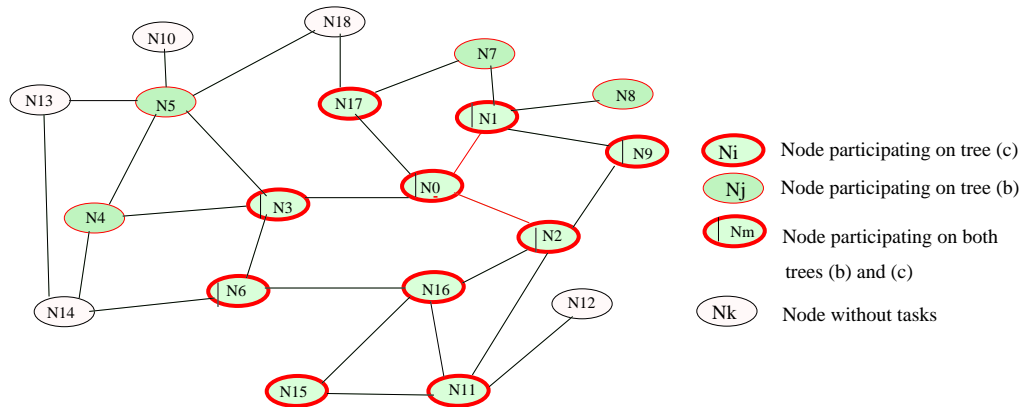 N18
N10
N7
N13
N5
N17
N8
N1
N9
Ni Node participating on tree (c)
N0
Nj Node participating on tree (b)
N3
N4
N2
Nm Node participating on both
trees (b) and (c)
N6
N16
N12
N14
Nk Node without tasks
N15
N11